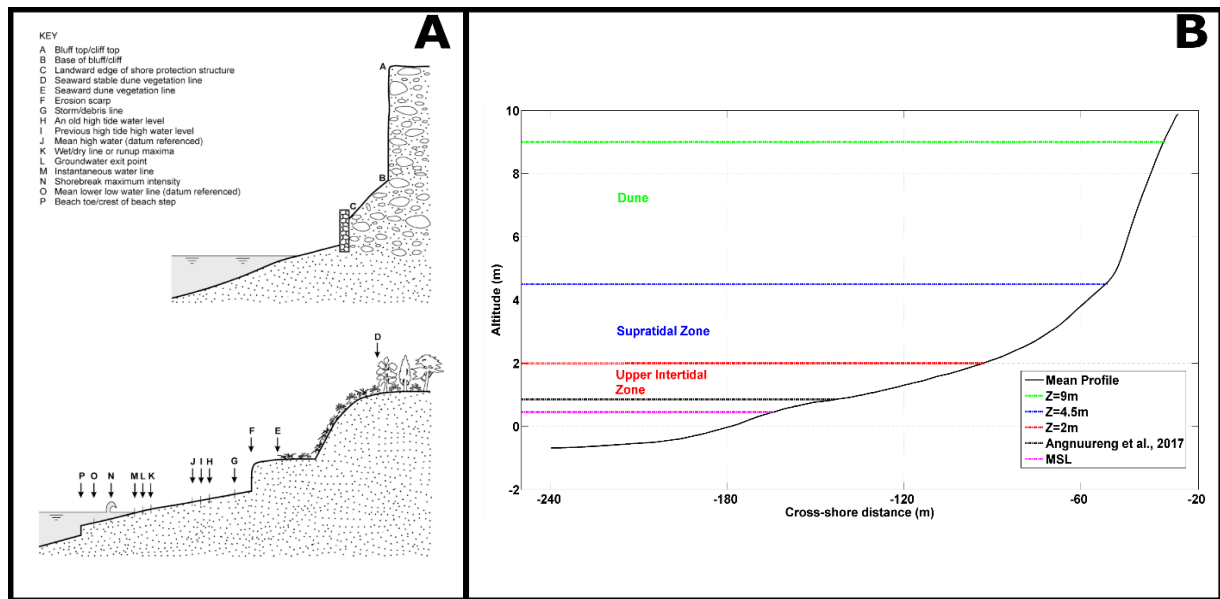 A
KEY
A Bluff top/cliff top
B Base of bluff/cliff
C Landward edge of shore protection structure
D Seaward stable dune vegetation line
E Seaward dune vegetation line
F Erosion scarp
G Storm/debris line
H An old high tide water level
I Previous high tide high water level
J Mean high water (datum referenced)
K Wet/dry line or runup maxima
L Groundwater exit point
M Instantaneous water line
N Shorebreak maximum intensity
O Mean lower low water line (datum referenced)
P Beach toe/crest of beach step
A
B
C
D
F E
P O N M L K J I H G
B
10
8
6
4
2
0
-2
Altitude (m)
Dune
Supratidal Zone
Upper Intertidal
Zone
Mean Profile
Z=9m
Z=4.5m
Z=2m
Angnuureng et al., 2017
MSL
-240 -180 -120 -60 -20
Cross-shore distance (m)